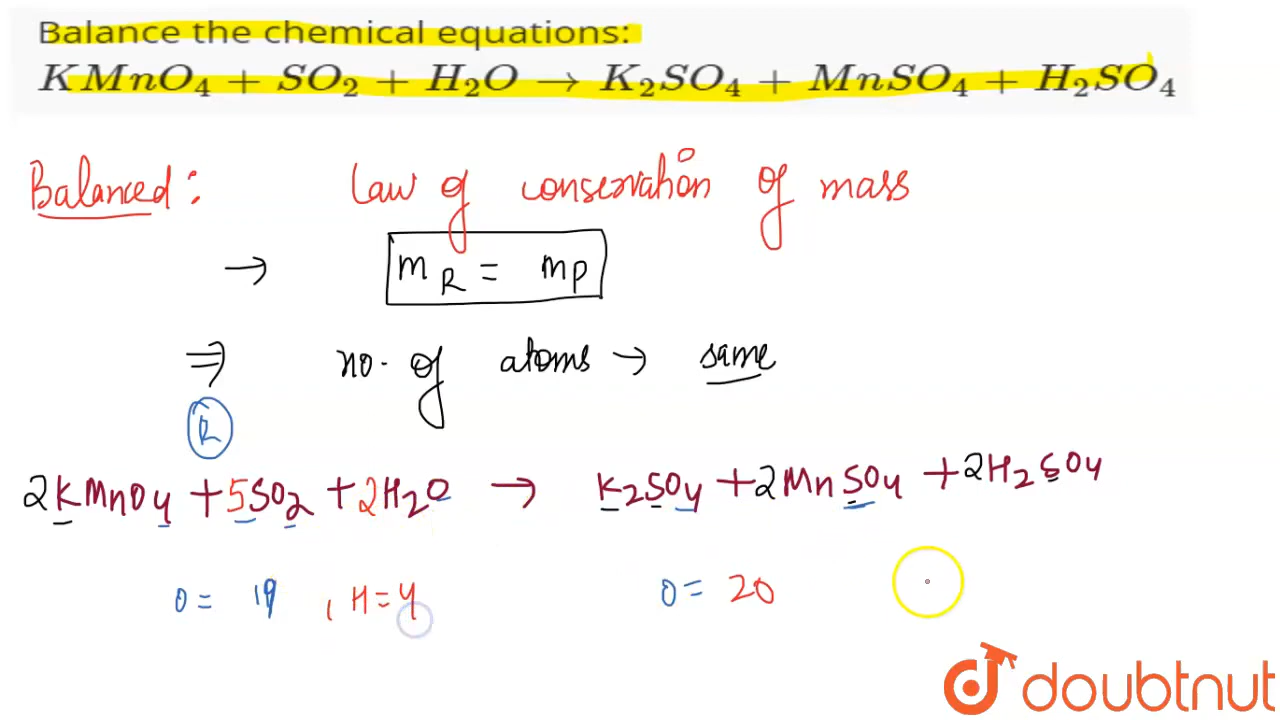 Balance the chemical equations:
KMnO₄ + SO₂ + H₂O → K₂SO₄ + MnSO₄ + H₂SO₄
Balanced : Law of conservation of mass
→ mR = mp
⇒ no. of atoms → same
R
2KMnO₄ + 5SO₂ + 2H₂O → K₂SO₄ + 2MnSO₄ + 2H₂SO₄
O = 19 , H = 4 O = 20
doubtnut